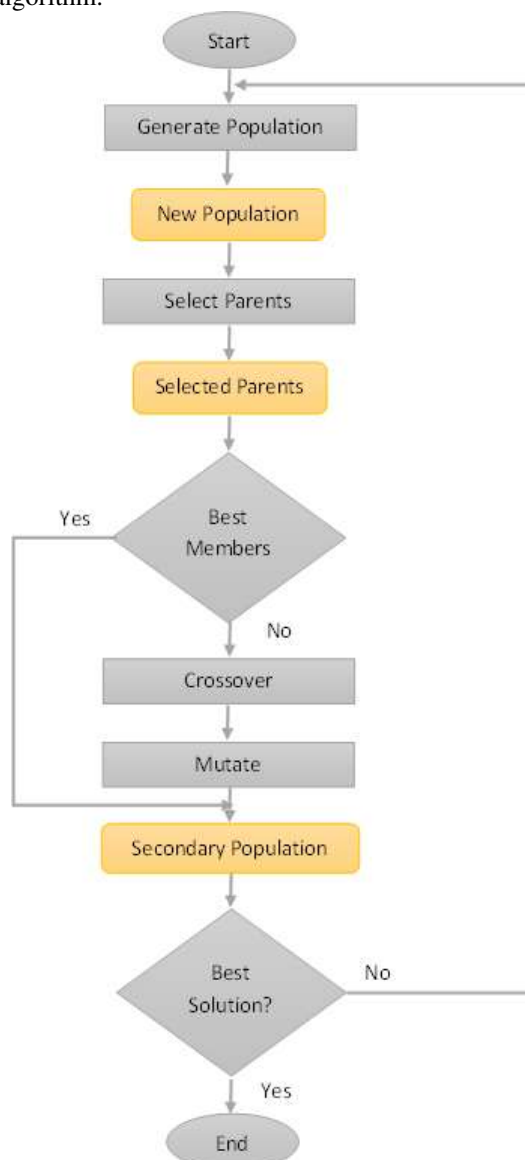 algorithm.
Start
Generate Population
New Population
Select Parents
Selected Parents
Best
Members
Yes
No
Crossover
Mutate
Secondary Population
Best
Solution?
No
Yes
End